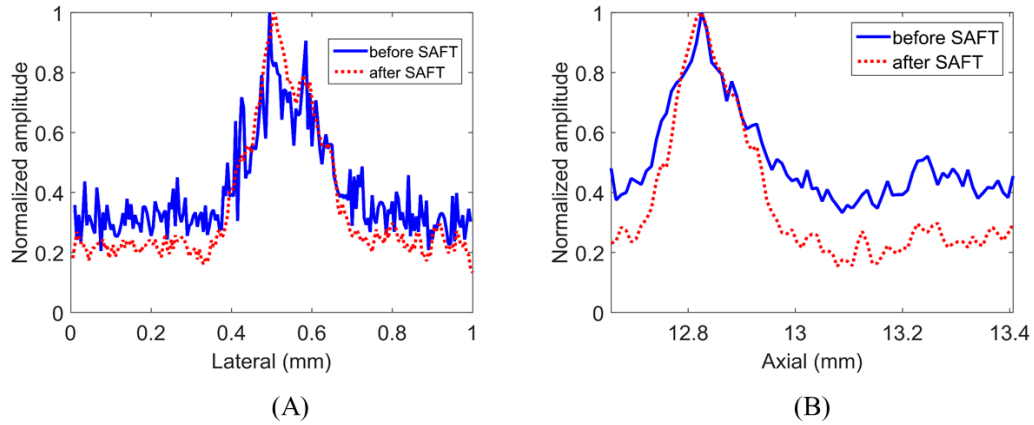 1
0.8
0.6
0.4
0.2
0
Normalized amplitude
before SAFT
after SAFT
0 0.2 0.4 0.6 0.8 1
Lateral (mm)
(A)
1
0.8
0.6
0.4
0.2
0
Normalized amplitude
before SAFT
after SAFT
12.8 13 13.2 13.4
Axial (mm)
(B)